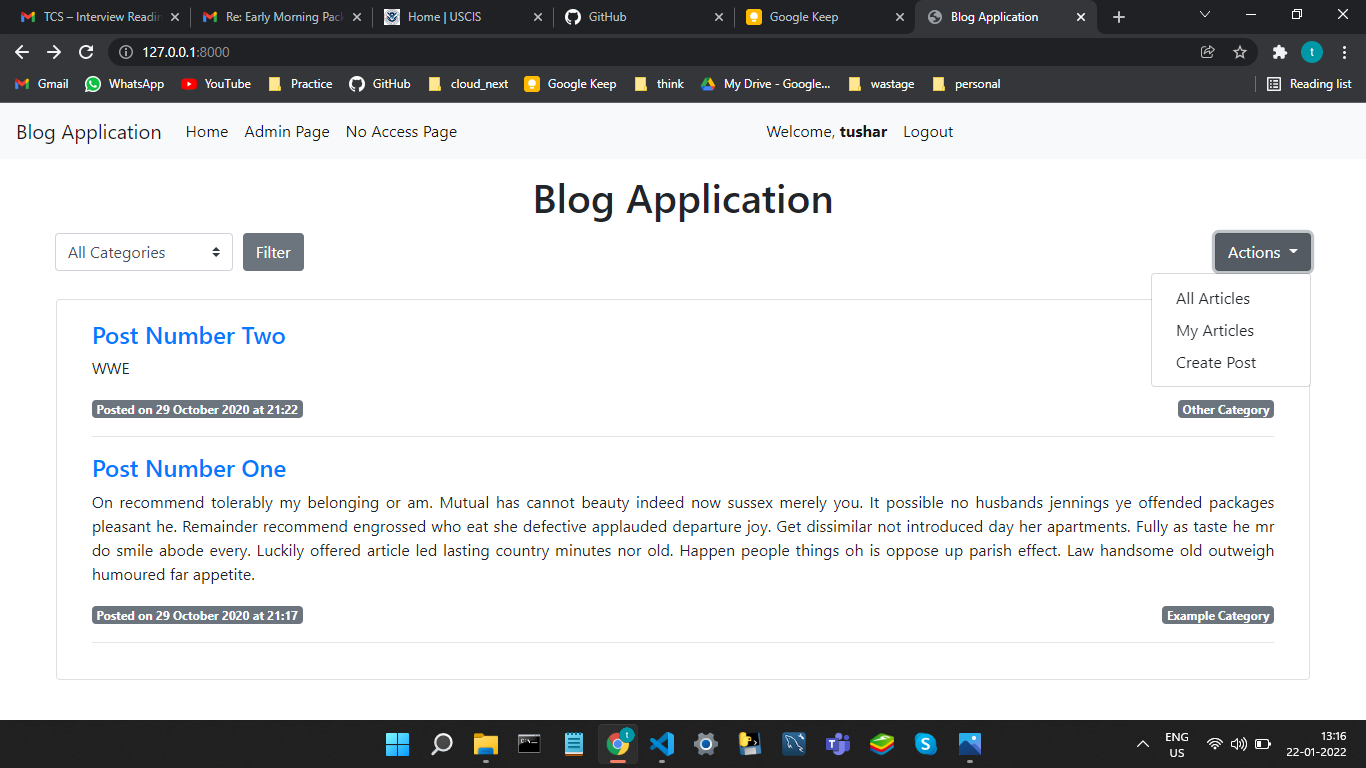 TCS – Interview Readin
Re: Early Morning Pac
Home | USCIS
GitHub
Google Keep
Blog Application
127.0.0.1:8000
t
Gmail
WhatsApp
YouTube
Practice
GitHub
cloud_next
Google Keep
think
My Drive - Google...
wastage
personal
Reading list
Blog Application
Home
Admin Page
No Access Page
Welcome, tushar
Logout
Blog Application
All Categories
Filter
Actions
All Articles
My Articles
Create Post
Post Number Two
WWE
Posted on 29 October 2020 at 21:22
Other Category
Post Number One
On recommend tolerably my belonging or am. Mutual has cannot beauty indeed now sussex merely you. It possible no husbands jennings ye offended packages
pleasant he. Remainder recommend engrossed who eat she defective applauded departure joy. Get dissimilar not introduced day her apartments. Fully as taste he mr
do smile abode every. Luckily offered article led lasting country minutes nor old. Happen people things oh is oppose up parish effect. Law handsome old outweigh
humoured far appetite.
Posted on 29 October 2020 at 21:17
Example Category
t
ENG
US
13:16
22-01-2022